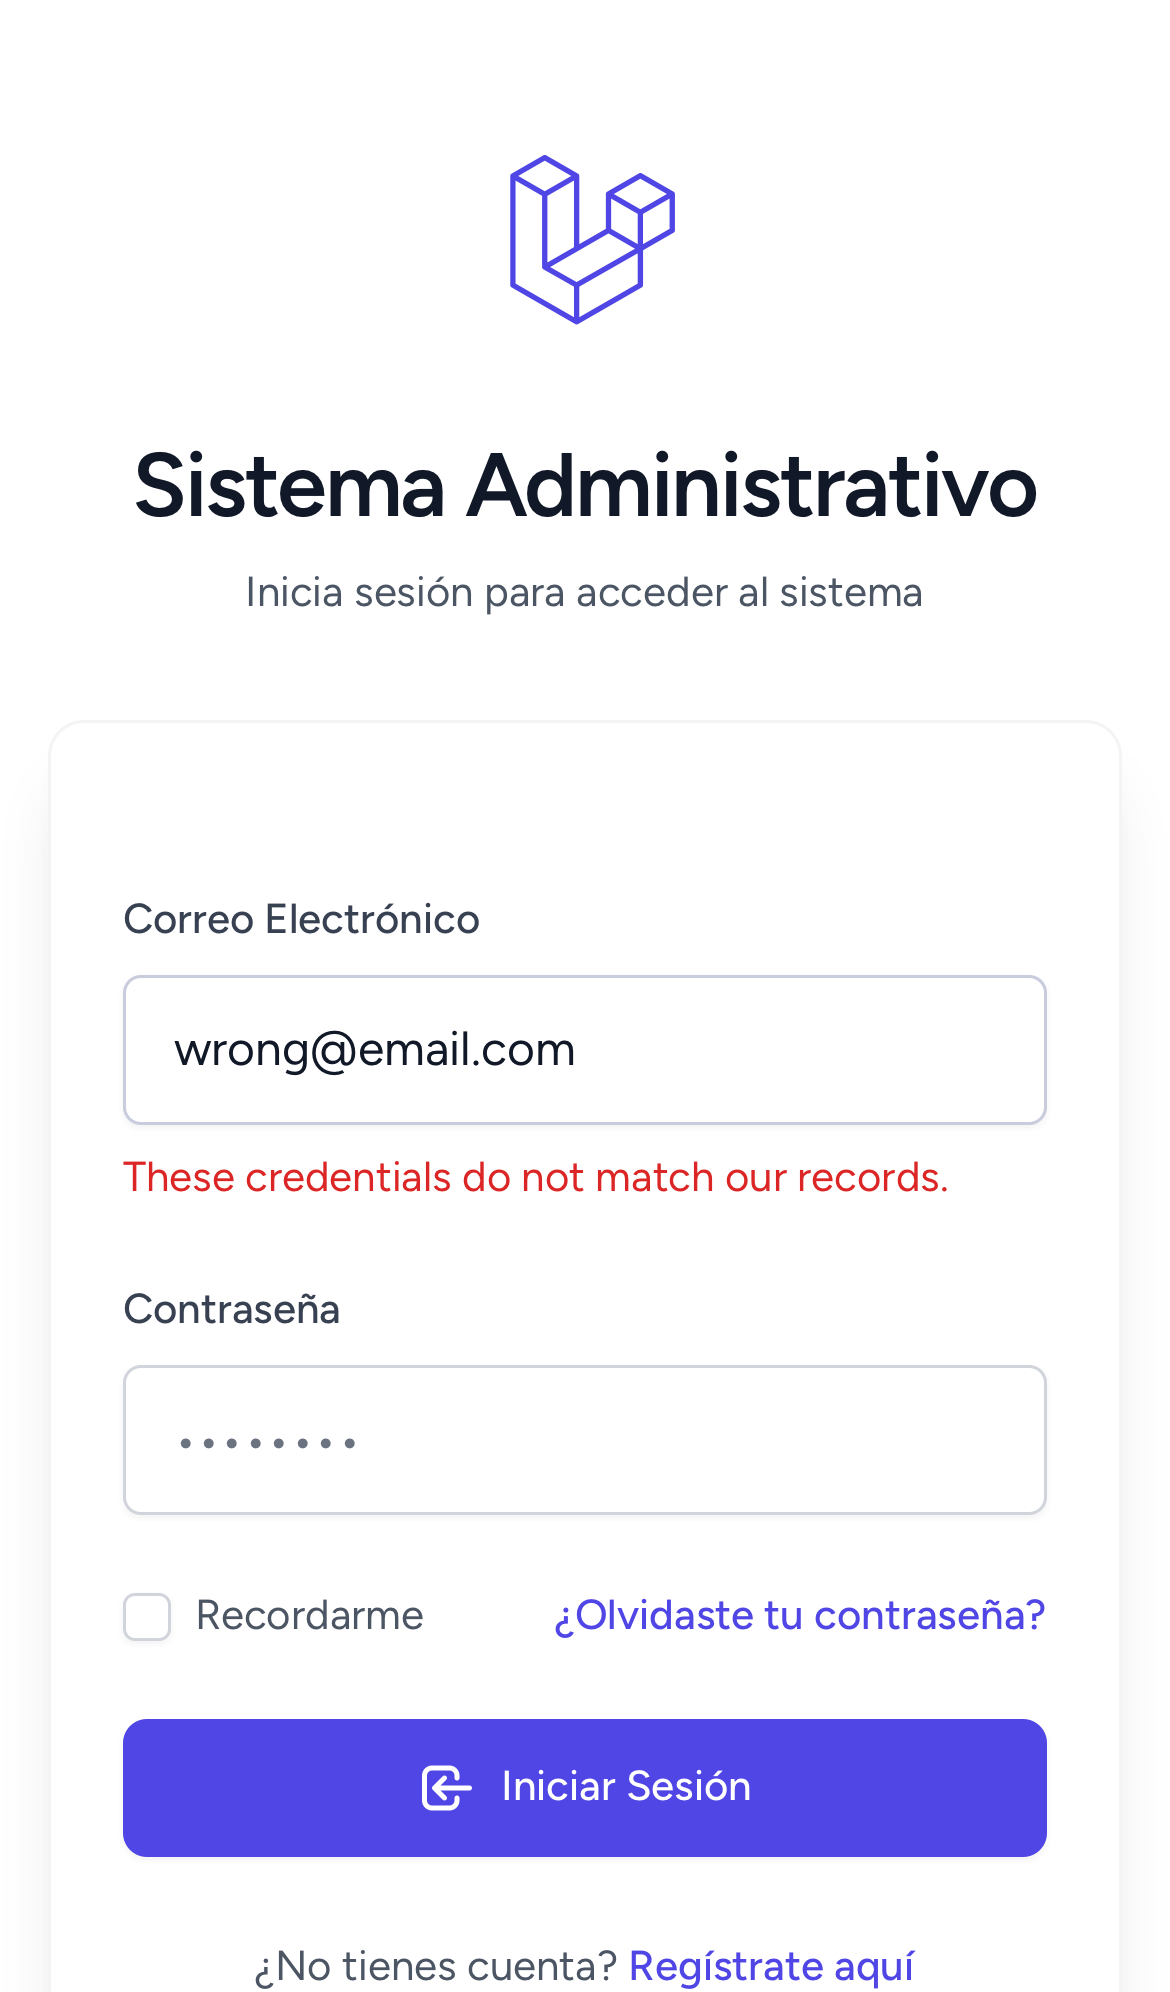 Sistema Administrativo
Inicia sesión para acceder al sistema
Correo Electrónico
wrong@email.com
These credentials do not match our records.
Contraseña
••••••••
Recordarme
¿Olvidaste tu contraseña?
Iniciar Sesión
¿No tienes cuenta? Regístrate aquí